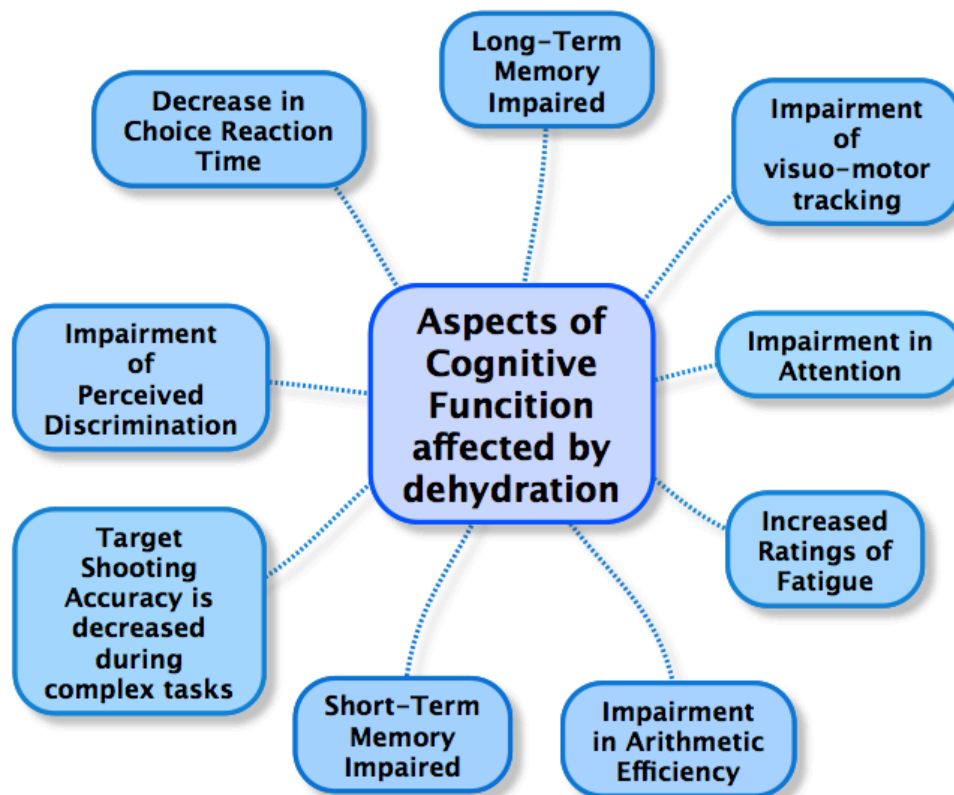 Long-Term
Memory
Impaired
Decrease in
Choice Reaction
Time
Impairment
of
visuo-motor
tracking
Aspects of
Cognitive
Funcition
affected by
dehydration
Impairment
of
Perceived
Discrimination
Impairment in
Attention
Target
Shooting
Accuracy is
decreased
during
complex tasks
Increased
Ratings of
Fatigue
Short-Term
Memory
Impaired
Impairment
in Arithmetic
Efficiency